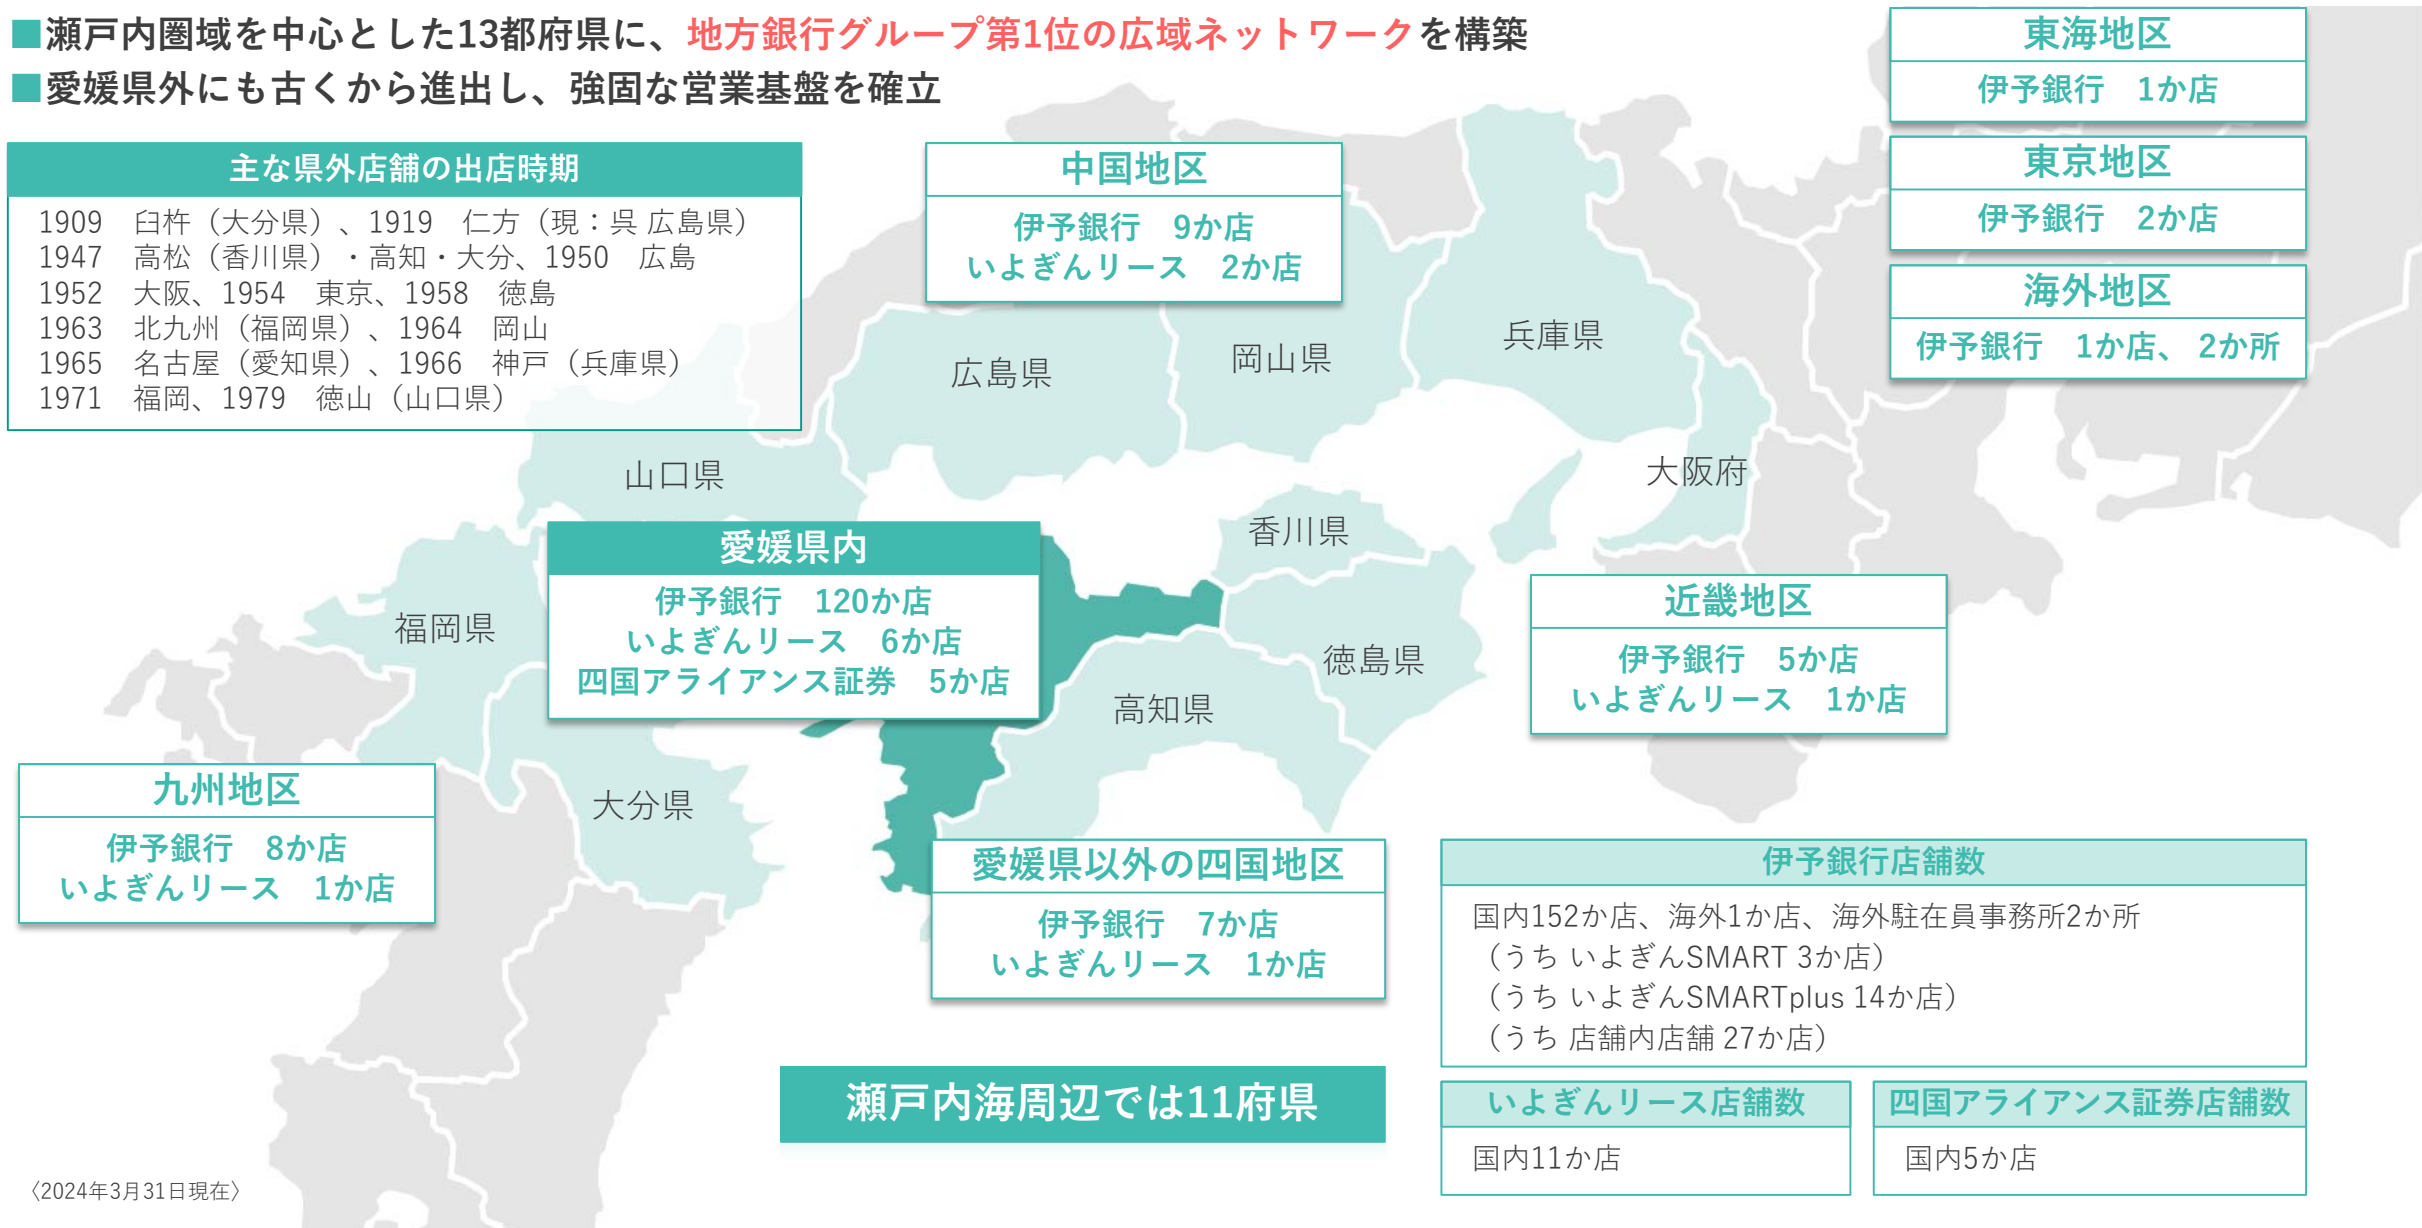 ■瀬戸内圏域を中心とした13都府県に、地方銀行グループ第1位の広域ネットワークを構築
■愛媛県外にも古くから進出し、強固な営業基盤を確立
主な県外店舗の出店時期
1909 臼杵（大分県）、1919 仁方（現：呉 広島県）
1947 高松（香川県）・高知・大分、1950 広島
1952 大阪、1954 東京、1958 徳島
1963 北九州（福岡県）、1964 岡山
1965 名古屋（愛知県）、1966 神戸（兵庫県）
1971 福岡、1979 徳山（山口県）
中国地区
伊予銀行 9か店
いよぎんリース 2か店
東海地区
伊予銀行 1か店
東京地区
伊予銀行 2か店
海外地区
伊予銀行 1か店、 2か所
広島県
岡山県
兵庫県
山口県
大阪府
香川県
福岡県
徳島県
高知県
大分県
愛媛県内
伊予銀行 120か店
いよぎんリース 6か店
四国アライアンス証券 5か店
近畿地区
伊予銀行 5か店
いよぎんリース 1か店
九州地区
伊予銀行 8か店
いよぎんリース 1か店
愛媛県以外の四国地区
伊予銀行 7か店
いよぎんリース 1か店
伊予銀行店舗数
国内152か店、海外1か店、海外駐在員事務所2か所
（うち いよぎんSMART 3か店）
（うち いよぎんSMARTplus 14か店）
（うち 店舗内店舗 27か店）
瀬戸内海周辺では11府県
いよぎんリース店舗数
国内11か店
四国アライアンス証券店舗数
国内5か店
〈2024年3月31日現在〉